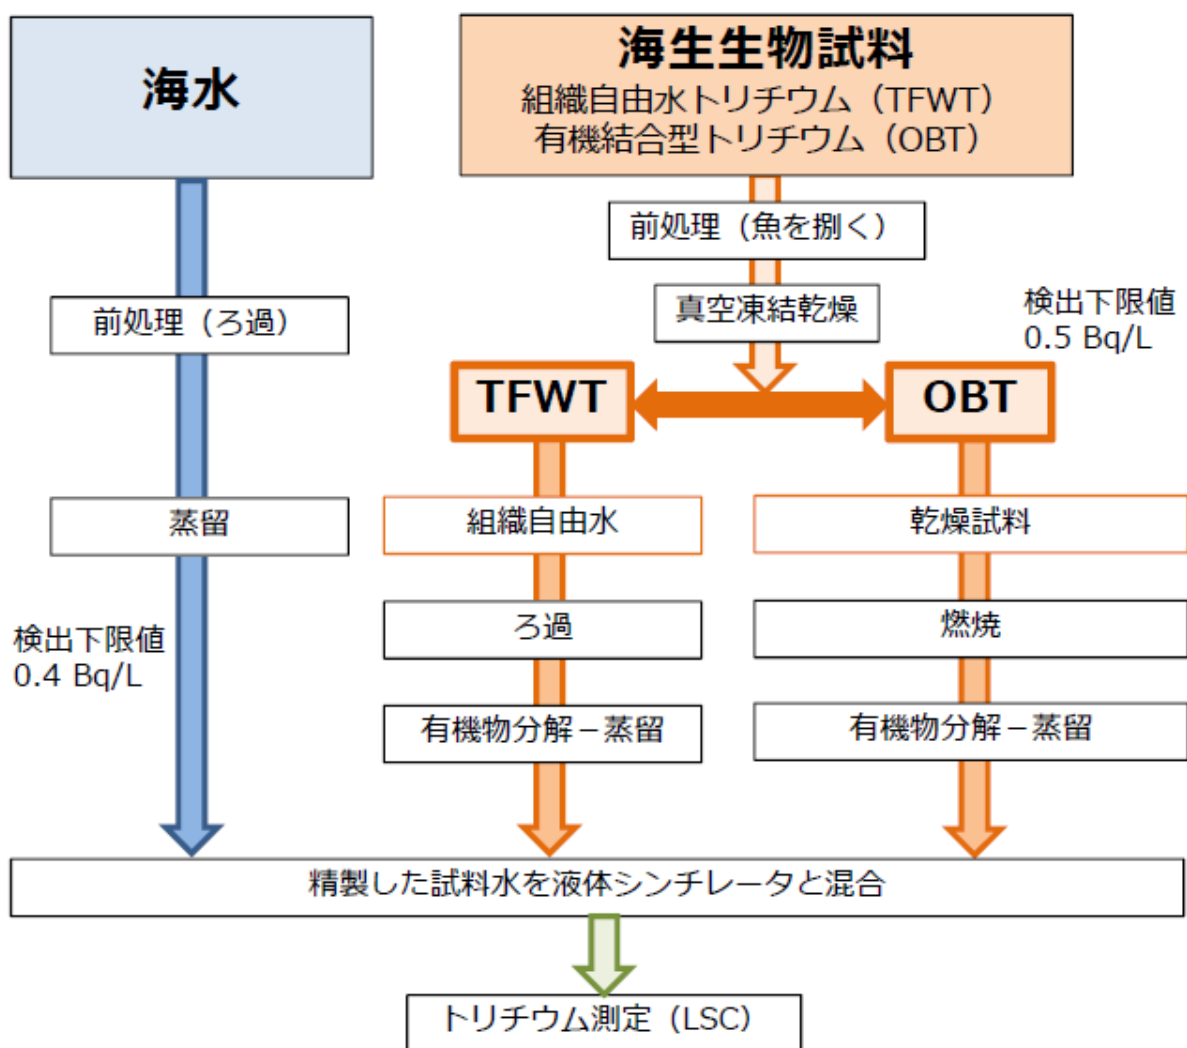 海水
海生生物試料
組織自由水トリチウム（TFWT）
有機結合型トリチウム（OBT）
前処理（魚を捌く）
真空凍結乾燥
検出下限値
0.5 Bq/L
前処理（ろ過）
TFWT
OBT
蒸留
組織自由水
乾燥試料
検出下限値
0.4 Bq/L
ろ過
燃焼
有機物分解－蒸留
有機物分解－蒸留
精製した試料水を液体シンチレータと混合
トリチウム測定（LSC）